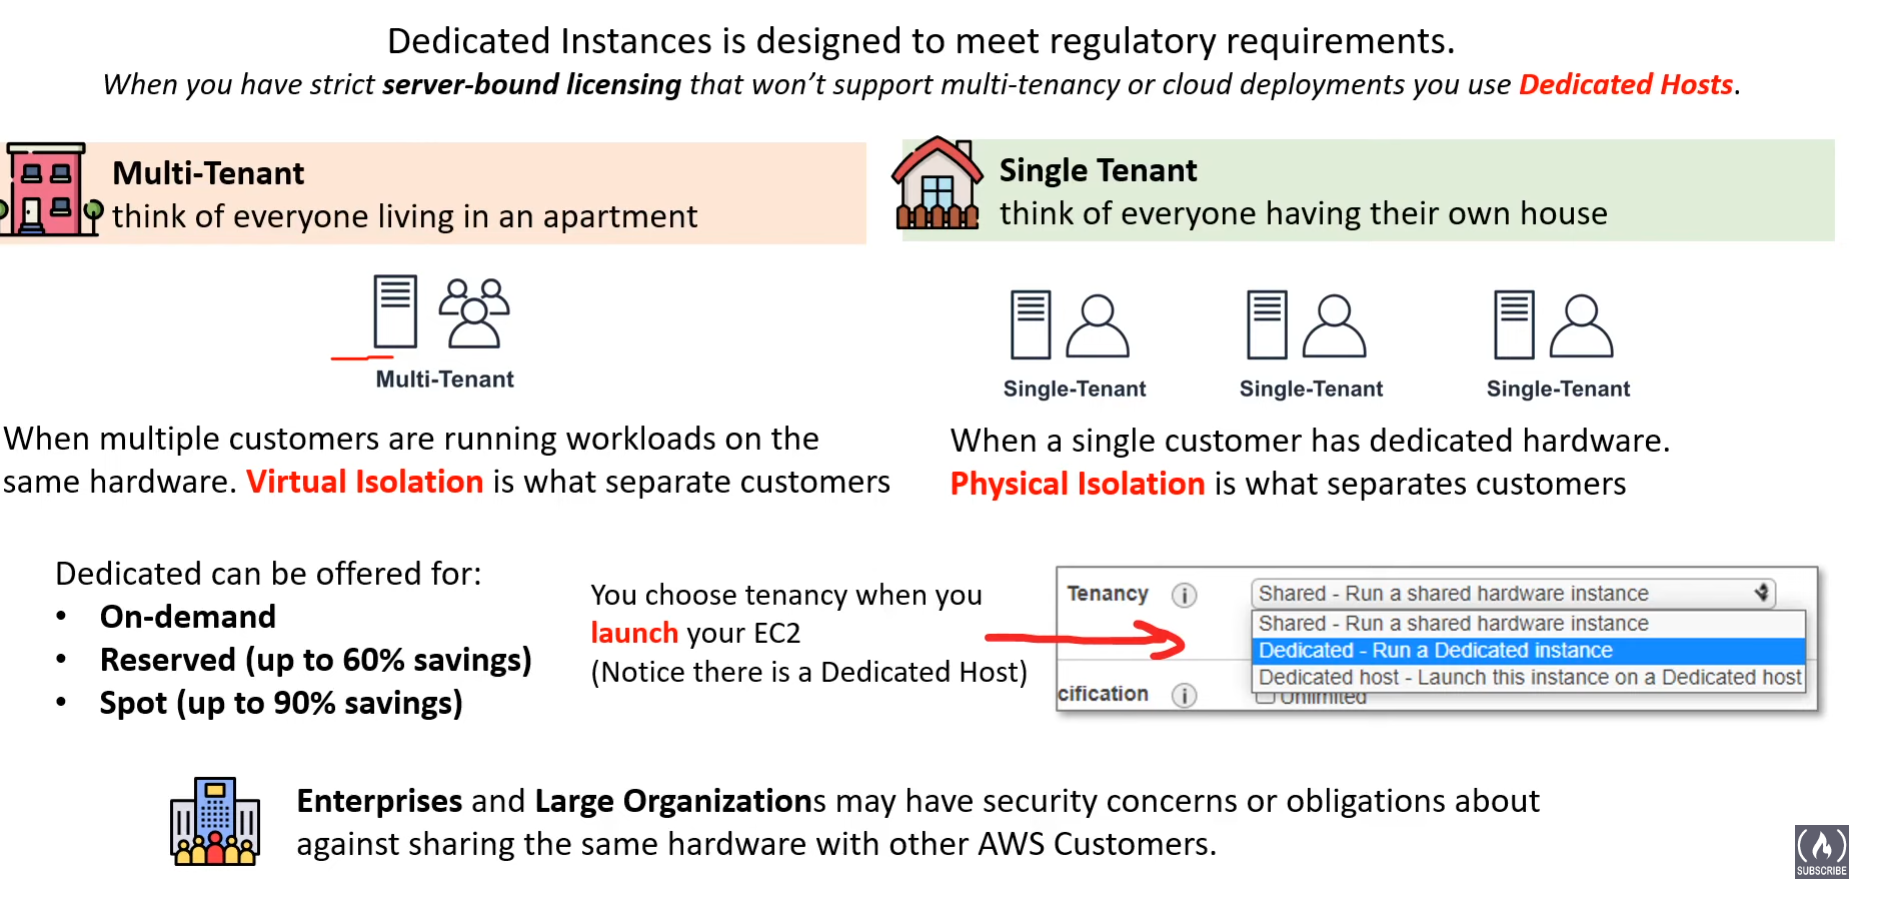 Dedicated Instances is designed to meet regulatory requirements.
When you have strict server-bound licensing that won't support multi-tenancy or cloud deployments you use Dedicated Hosts.
Multi-Tenant
think of everyone living in an apartment
Single Tenant
think of everyone having their own house
Multi-Tenant
Single-Tenant
Single-Tenant
Single-Tenant
When multiple customers are running workloads on the
same hardware. Virtual Isolation is what separate customers
When a single customer has dedicated hardware.
Physical Isolation is what separates customers
Dedicated can be offered for:
• On-demand
• Reserved (up to 60% savings)
• Spot (up to 90% savings)
You choose tenancy when you
launch your EC2
(Notice there is a Dedicated Host)
Tenancy i Shared - Run a shared hardware instance
Shared - Run a shared hardware instance
Dedicated - Run a Dedicated instance
Dedicated host - Launch this instance on a Dedicated host
cification i Unlimited
Enterprises and Large Organizations may have security concerns or obligations about
against sharing the same hardware with other AWS Customers.
SUBSCRIBE